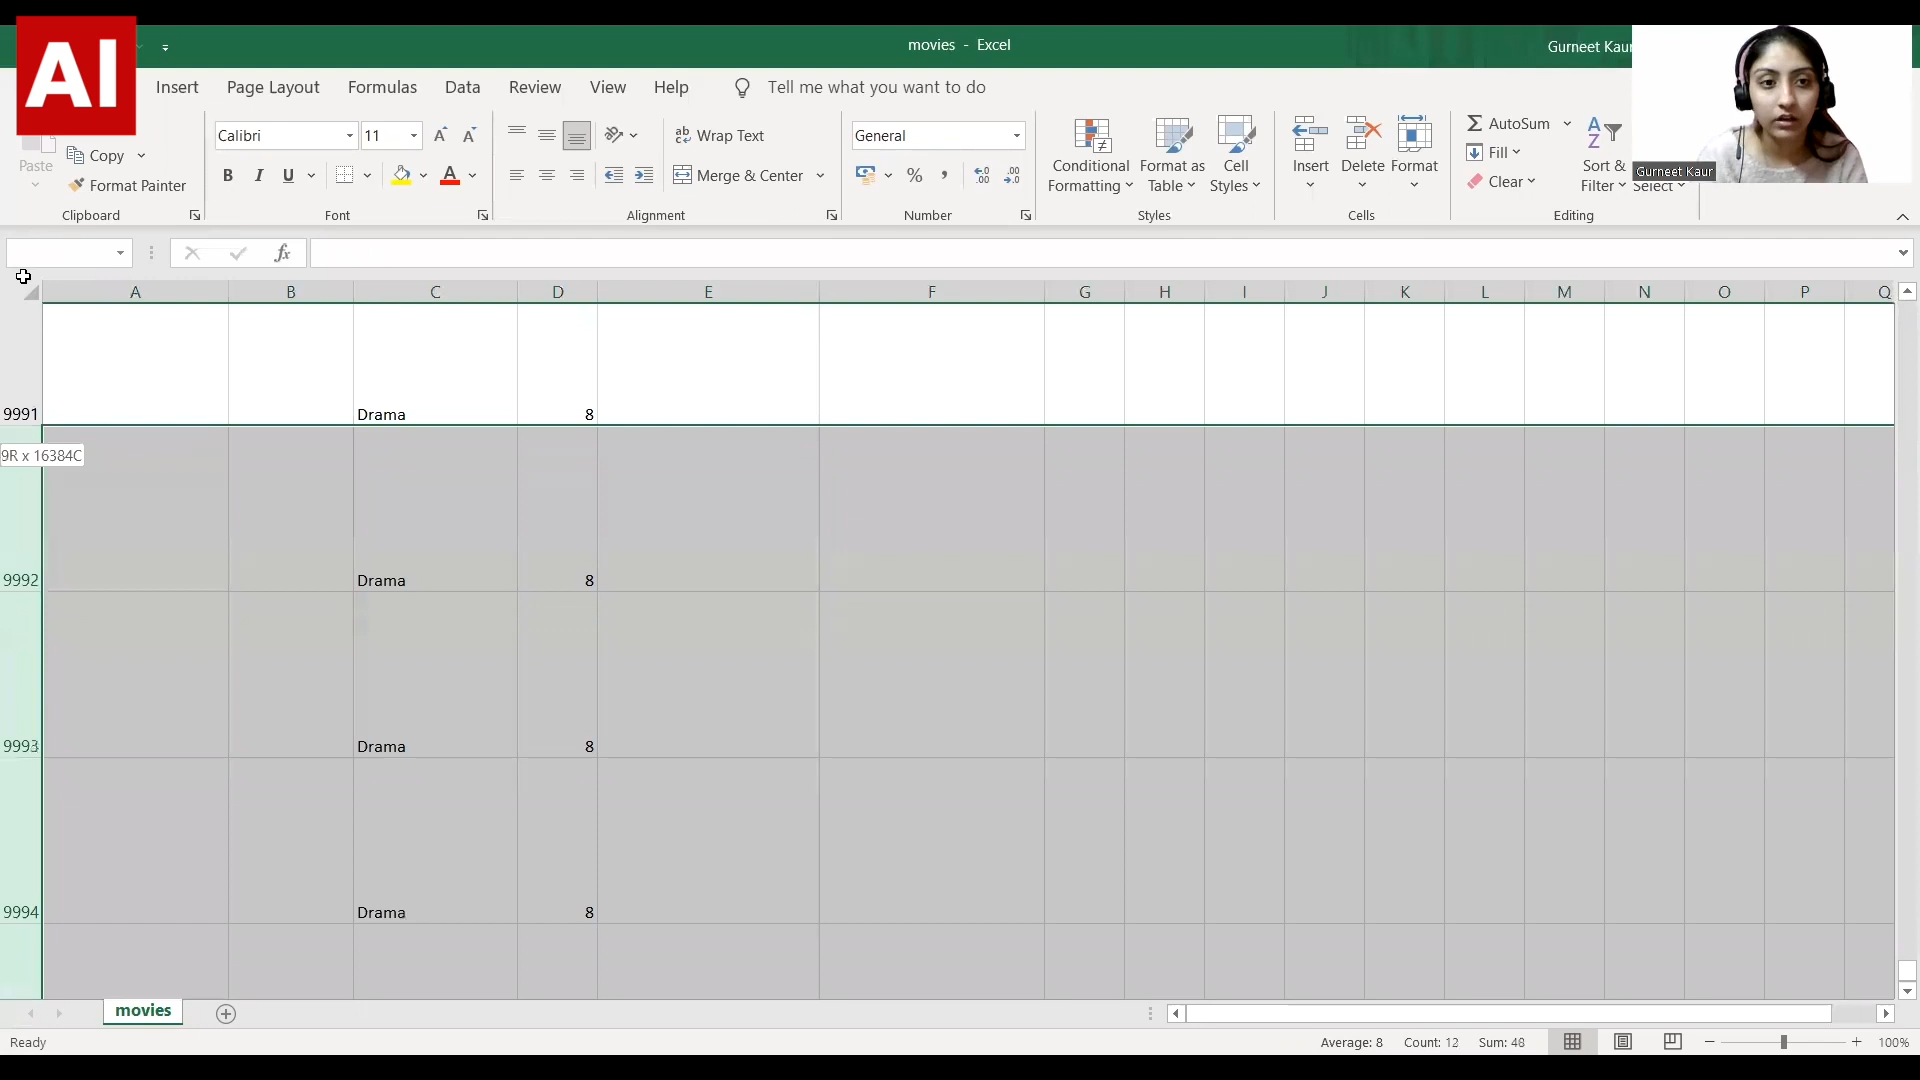 AI
movies - Excel
Gurneet Kaur
Insert Page Layout Formulas Data Review View Help Tell me what you want to do
Calibri 11 Wrap Text General AutoSum
Paste Copy Conditional Formatting Format as Table Cell Styles Insert Delete Format Fill Sort & Filter Select
Format Painter B I U Merge & Center % , Clear
Gurneet Kaur
Clipboard Font Alignment Number Styles Cells Editing
fx
A B C D E F G H I J K L M N O P Q
9991 Drama 8
9R x 16384C
9992 Drama 8
9993 Drama 8
9994 Drama 8
movies
Ready Average: 8 Count: 12 Sum: 48 100%